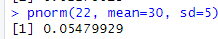 > pnorm(22, mean=30, sd=5)
[1] 0.05479929